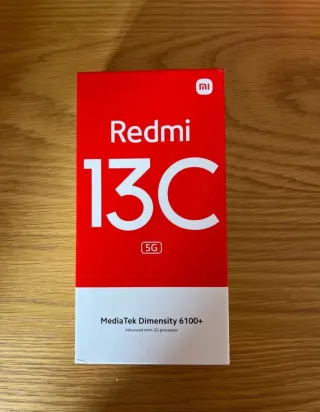 mi
Redmi
13C
5G
MediaTek Dimensity 6100+
Advanced 6nm 5G processor